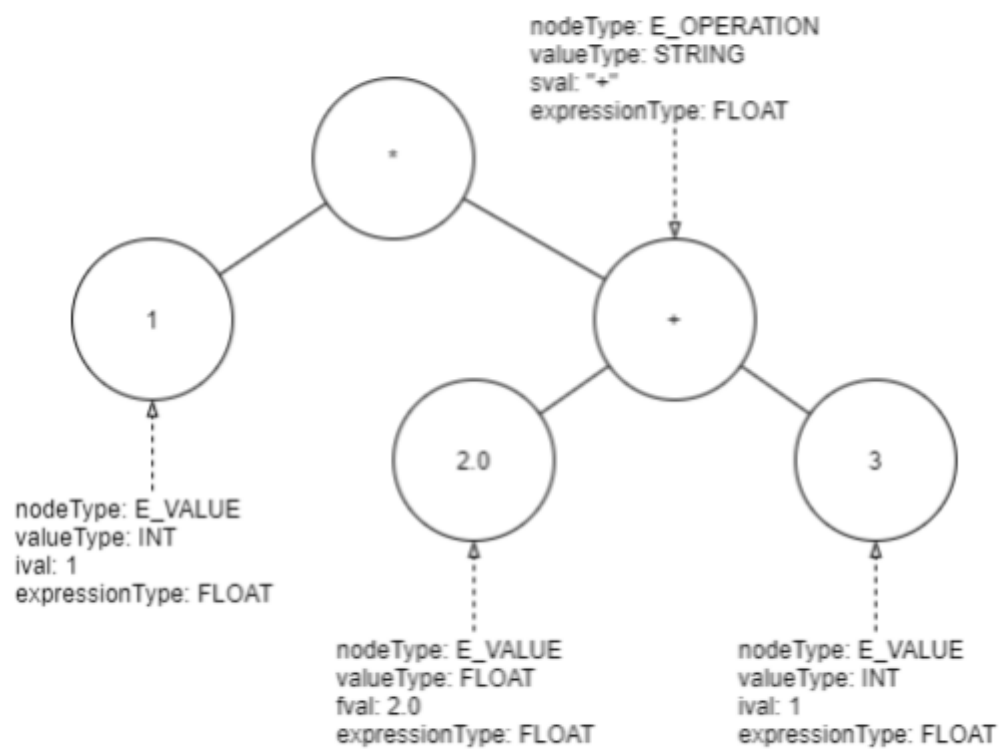 nodeType: E_OPERATION
valueType: STRING
sval: "+"
expressionType: FLOAT
*
1
+
2.0
3
nodeType: E_VALUE
valueType: INT
ival: 1
expressionType: FLOAT
nodeType: E_VALUE
valueType: FLOAT
fval: 2.0
expressionType: FLOAT
nodeType: E_VALUE
valueType: INT
ival: 1
expressionType: FLOAT